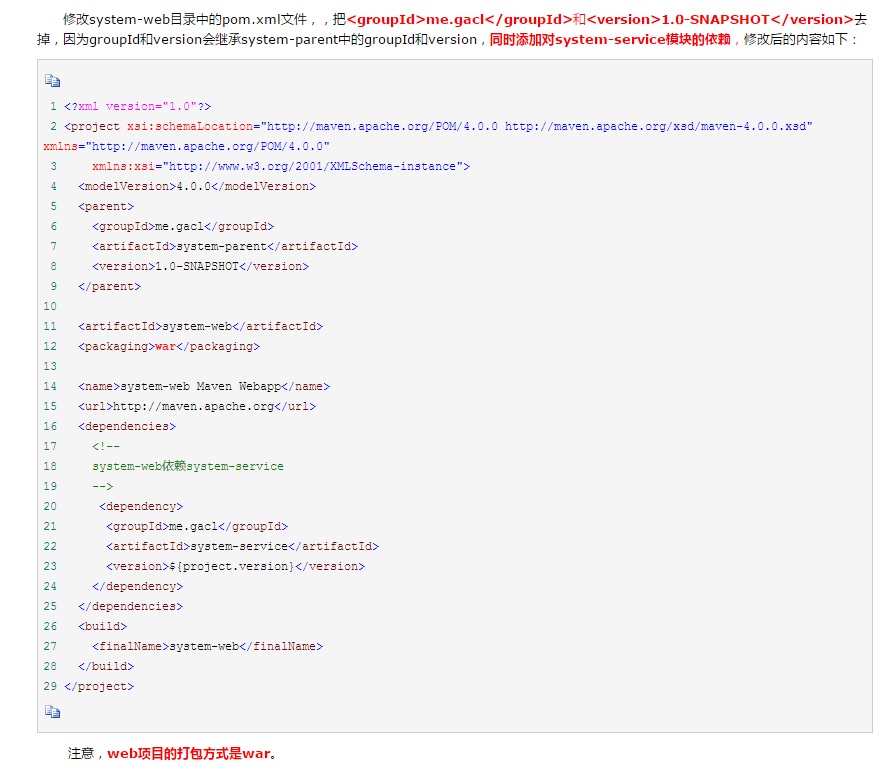 修改system-web目录中的pom.xml文件，，把<groupId>me.gacl</groupId>和<version>1.0-SNAPSHOT</version>去
掉，因为groupId和version会继承system-parent中的groupId和version，同时添加对system-service模块的依赖，修改后的内容如下：
1 <?xml version="1.0"?>
2 <project xsi:schemaLocation="http://maven.apache.org/POM/4.0.0 http://maven.apache.org/xsd/maven-4.0.0.xsd"
xmlns="http://maven.apache.org/POM/4.0.0"
3 xmlns:xsi="http://www.w3.org/2001/XMLSchema-instance">
4 <modelVersion>4.0.0</modelVersion>
5 <parent>
6 <groupId>me.gacl</groupId>
7 <artifactId>system-parent</artifactId>
8 <version>1.0-SNAPSHOT</version>
9 </parent>
10
11 <artifactId>system-web</artifactId>
12 <packaging>war</packaging>
13
14 <name>system-web Maven Webapp</name>
15 <url>http://maven.apache.org</url>
16 <dependencies>
17 <!--
18 system-web依赖system-service
19 -->
20 <dependency>
21 <groupId>me.gacl</groupId>
22 <artifactId>system-service</artifactId>
23 <version>${project.version}</version>
24 </dependency>
25 </dependencies>
26 <build>
27 <finalName>system-web</finalName>
28 </build>
29 </project>
注意，web项目的打包方式是war。